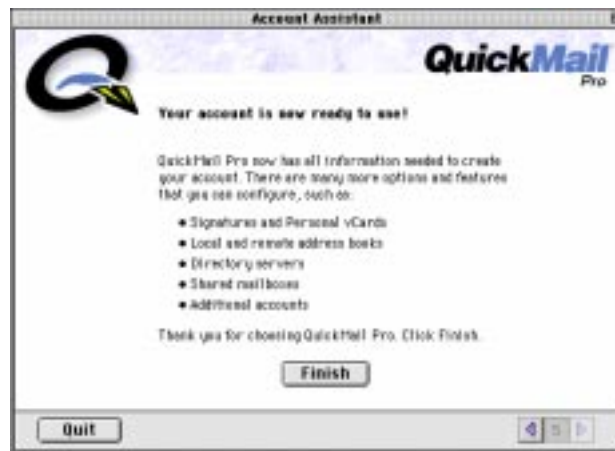 Account Assistant
QuickMail
Pro
Your account is now ready to use!
QuickMail Pro now has all information needed to create
your account. There are many more options and features
that you can configure, such as:
• Signatures and Personal vCards
• Local and remote address books
• Directory servers
• Shared mailboxes
• Additional accounts
Thank you for choosing QuickMail Pro. Click Finish.
Finish
Quit
5